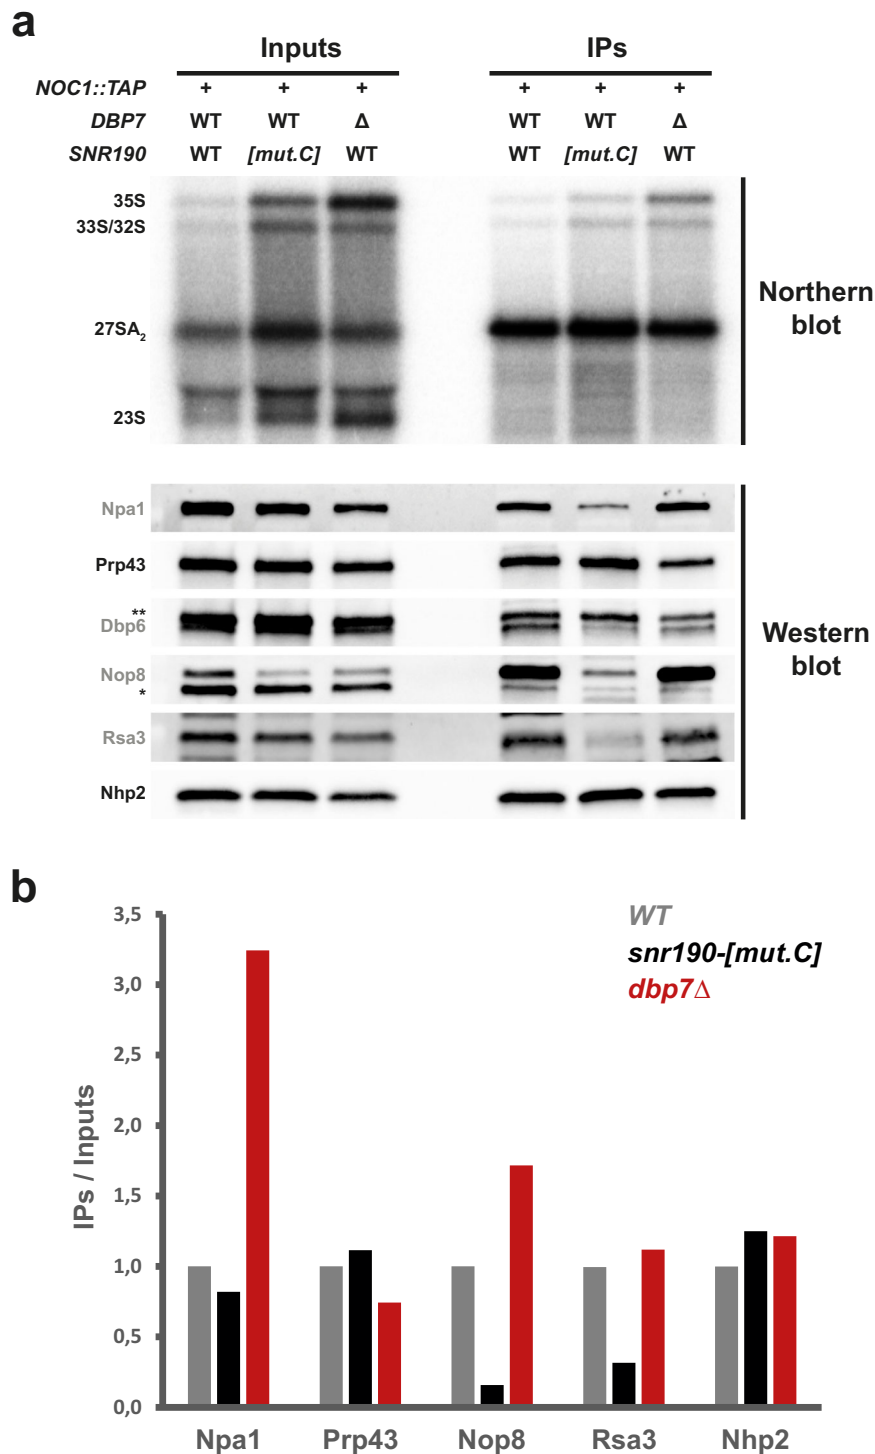 a
Inputs IPs
NOC1::TAP + + + + + +
DBP7 WT WT Δ WT WT Δ
SNR190 WT [mut.C] WT WT [mut.C] WT
35S
33S/32S
27SA2
23S
Northern
blot
Npa1
Prp43
**
Dbp6
Nop8
*
Rsa3
Nhp2
Western
blot
b
WT
snr190-[mut.C]
dbp7Δ
IPs / Inputs
3,5
3,0
2,5
2,0
1,5
1,0
0,5
0,0
Npa1 Prp43 Nop8 Rsa3 Nhp2